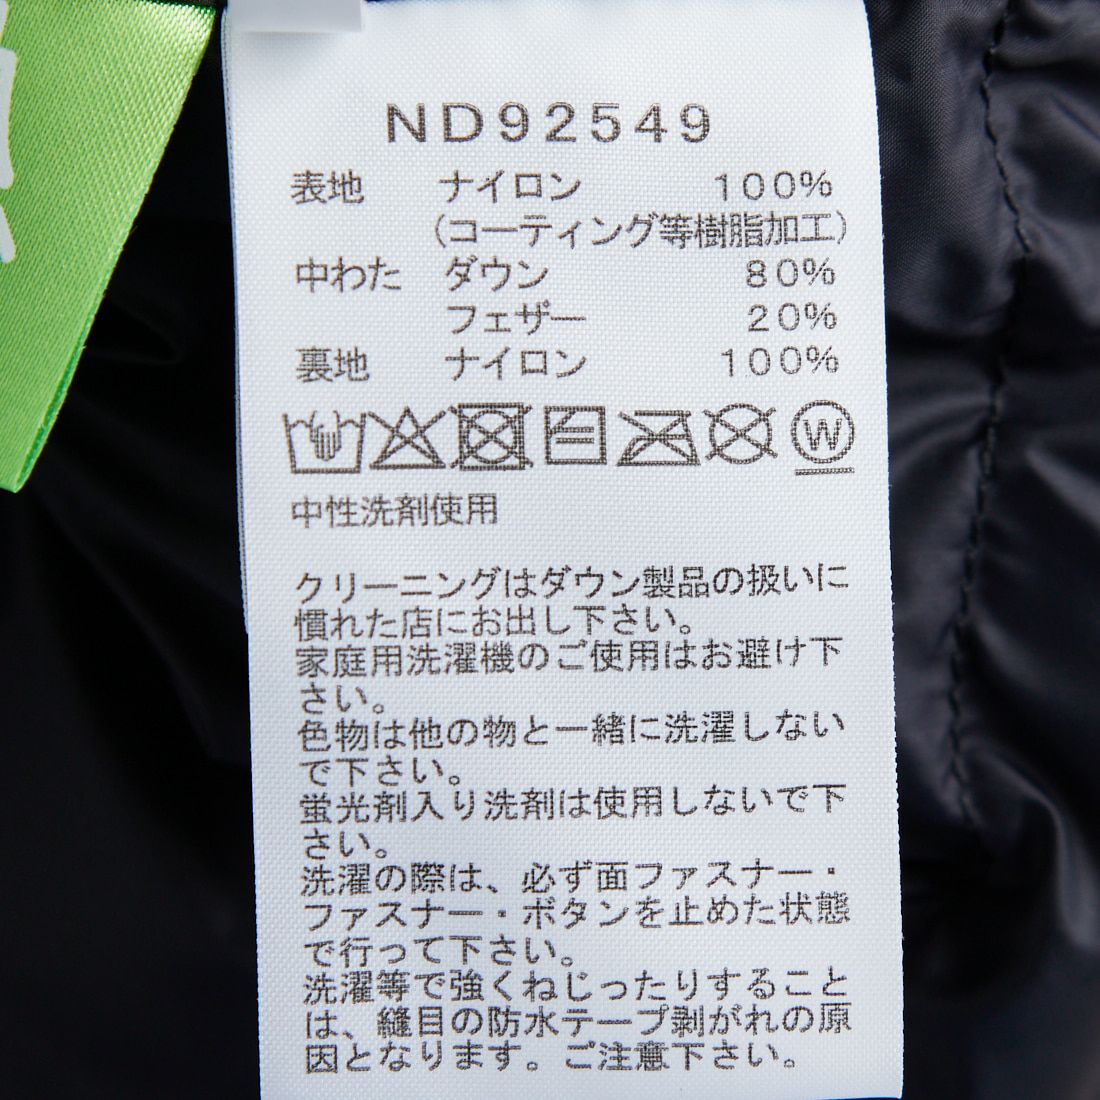 ND92549
表地 ナイロン 100%
(コーティング等樹脂加工)
中わた ダウン 80%
フェザー 20%
裏地 ナイロン 100%
W
中性洗剤使用
クリーニングはダウン製品の扱いに
慣れた店にお出し下さい。
家庭用洗濯機のご使用はお避け下
さい。
色物は他の物と一緒に洗濯しない
で下さい。
蛍光剤入り洗剤は使用しないで下
さい。
洗濯の際は、必ず面ファスナー・
ファスナー・ボタンを止めた状態
で行って下さい。
洗濯等で強くねじったりすること
は、縫目の防水テープ剥がれの原
因となります。ご注意下さい。